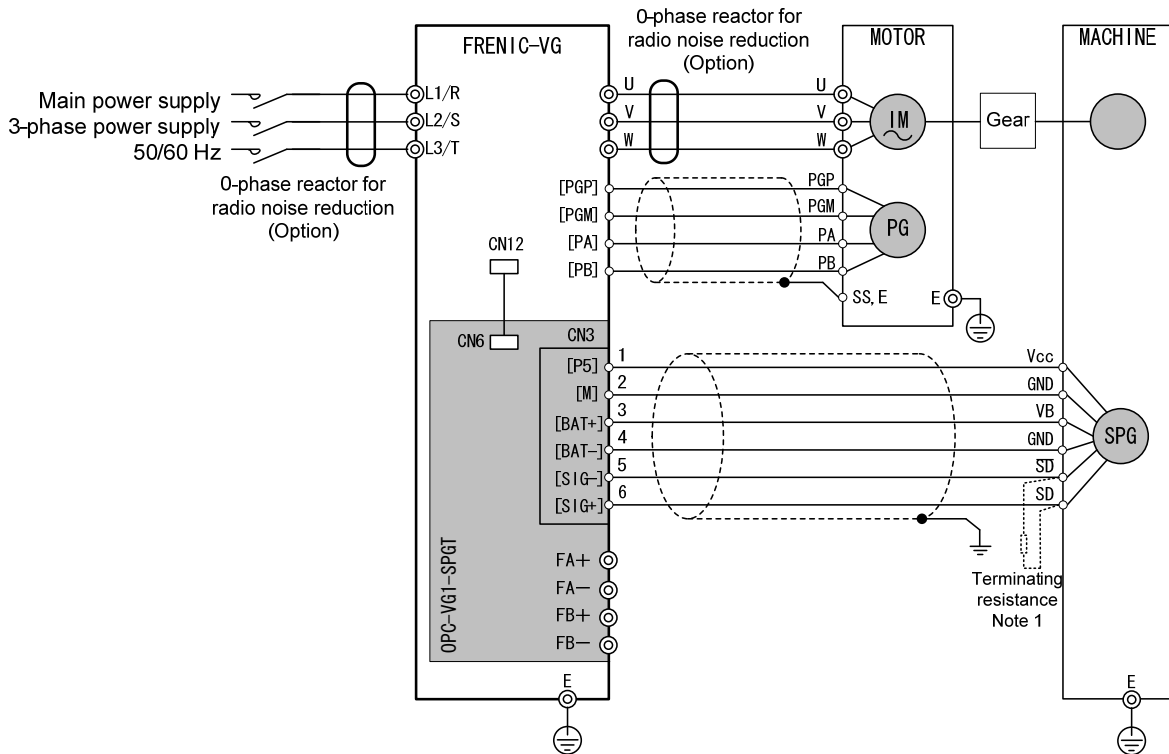 FRENIC-VG
0-phase reactor for
radio noise reduction
(Option)
MOTOR
MACHINE
Main power supply
3-phase power supply
50/60 Hz
L1/R
L2/S
L3/T
U
V
W
U
V
W
IM
Gear
0-phase reactor for
radio noise reduction
(Option)
[PGP]
[PGM]
[PA]
[PB]
PGP
PGM
PA
PB
PG
SS, E
E
CN12
CN6
CN3
[P5]
[M]
[BAT+]
[BAT-]
[SIG-]
[SIG+]
1
2
3
4
5
6
Vcc
GND
VB
GND
S̅D̅
SD
SPG
OPC-VG1-SPGT
FA+
FA-
FB+
FB-
Terminating
resistance
Note 1
E
E